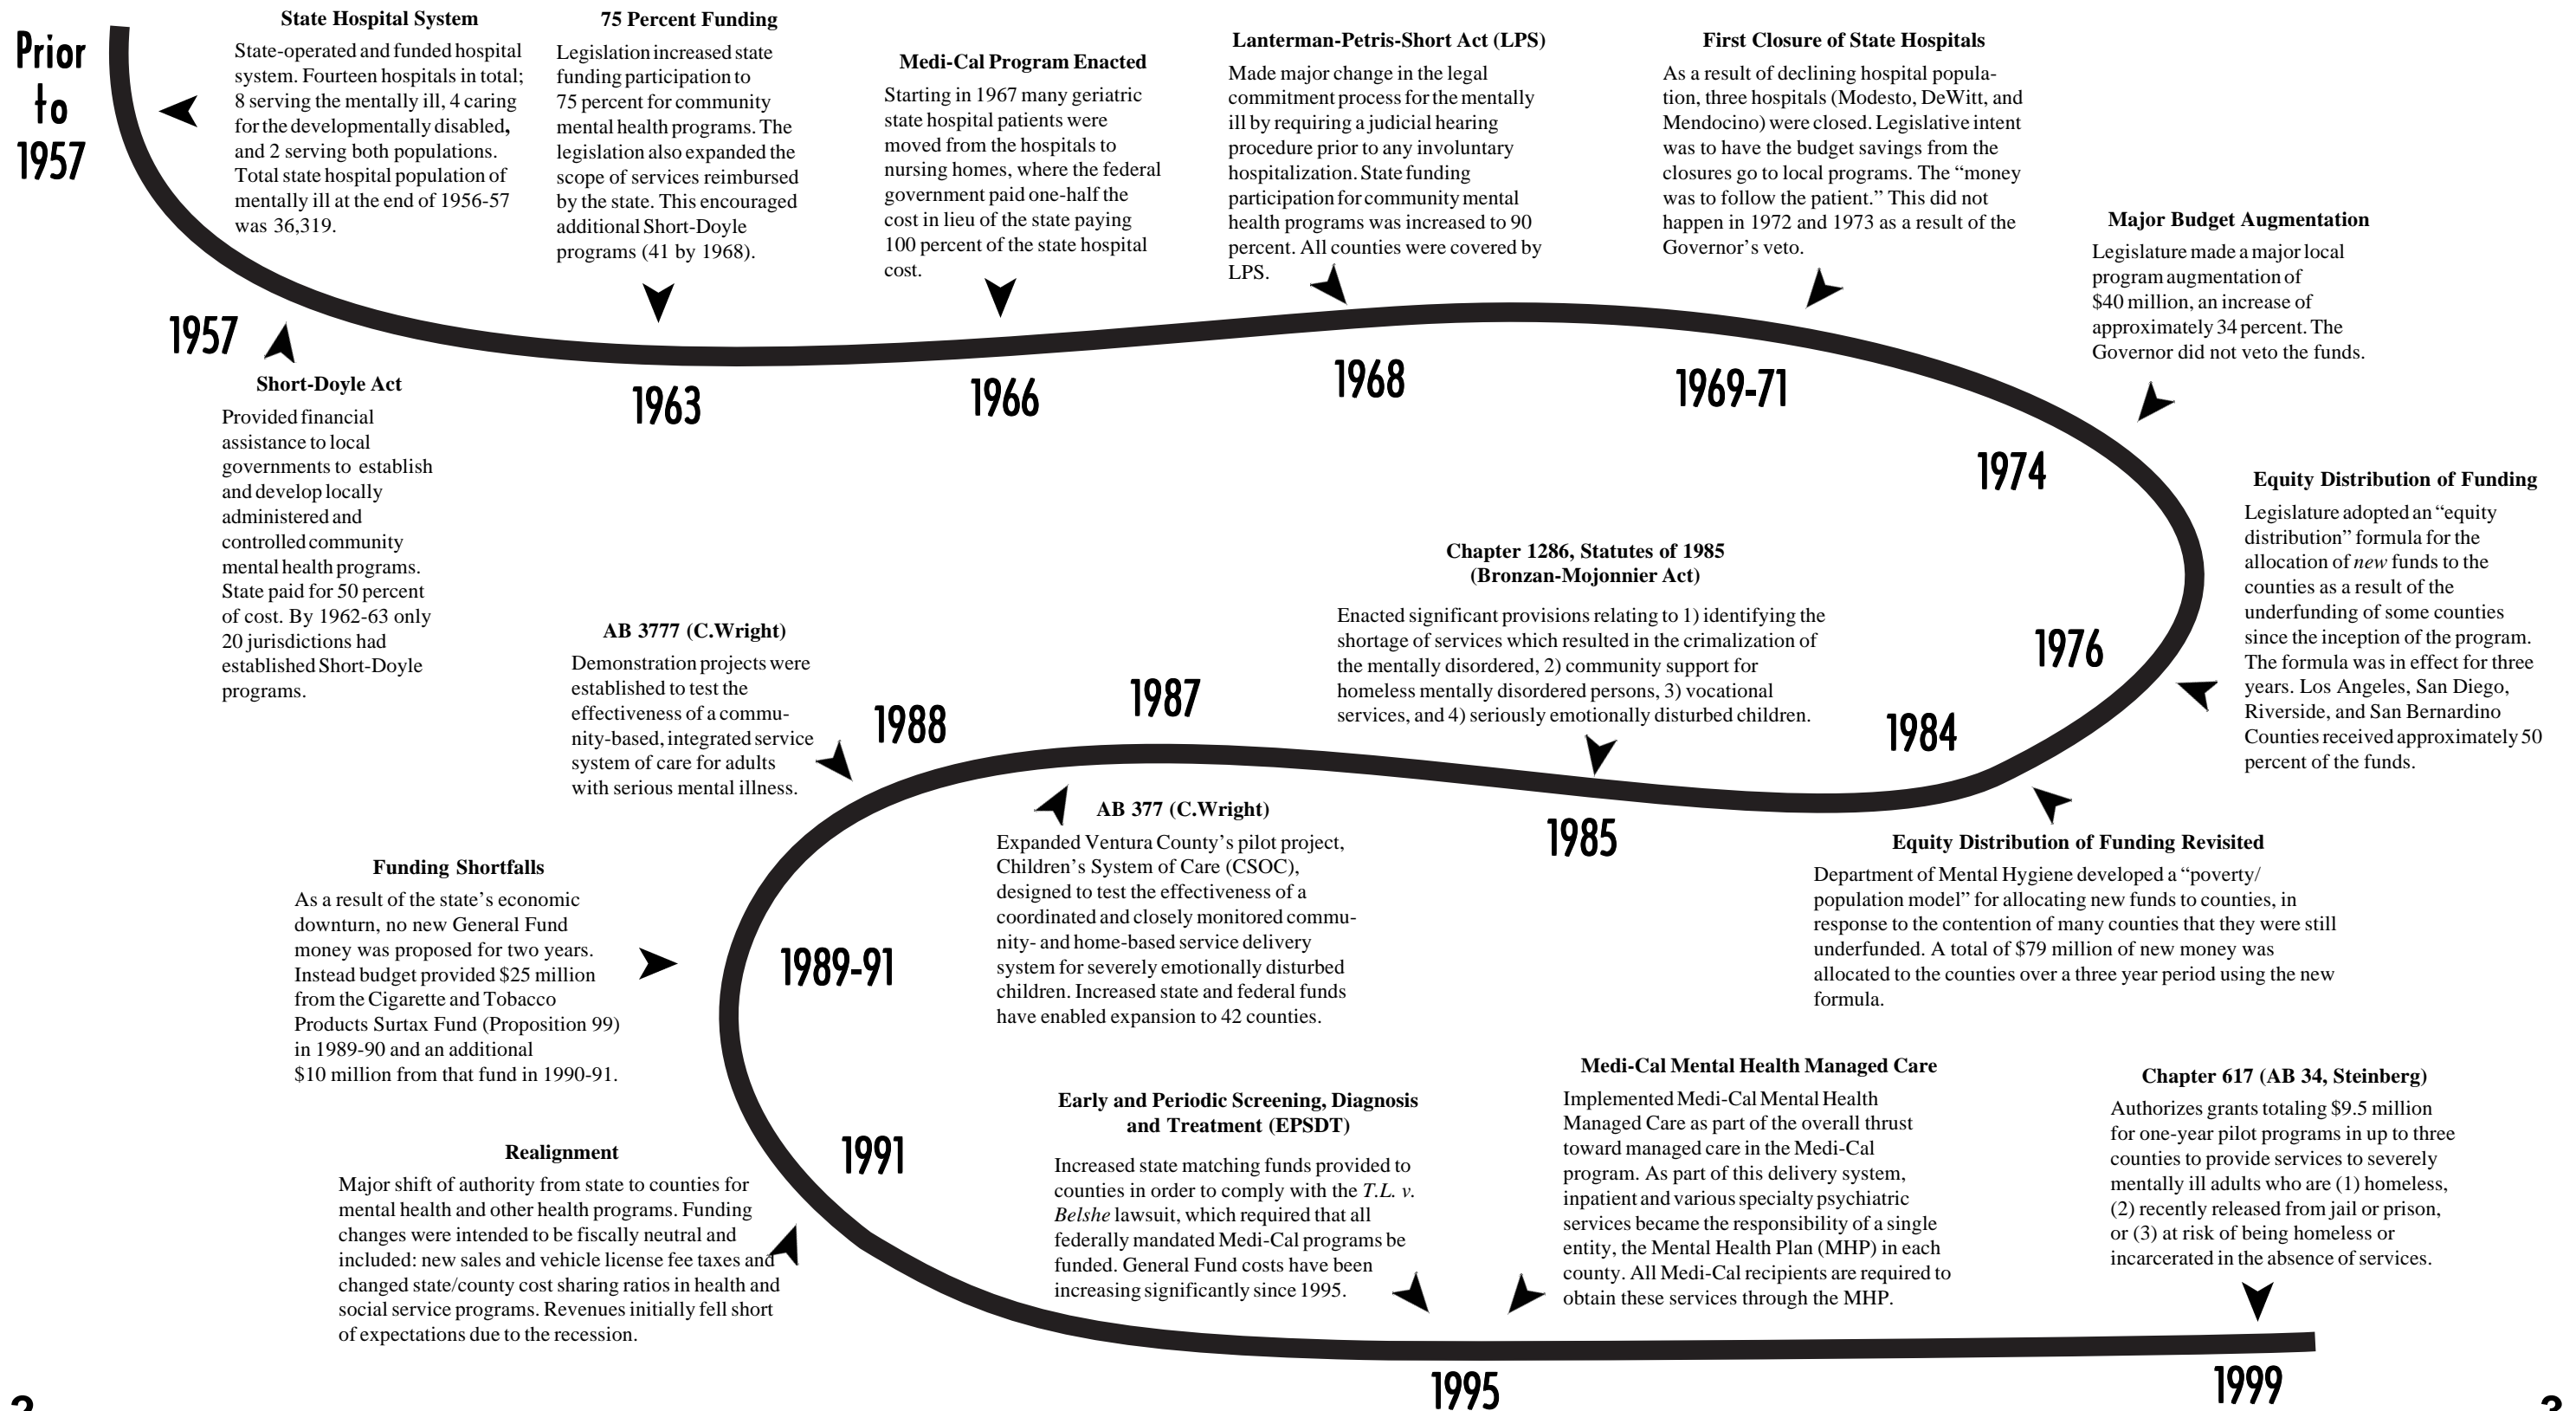 Prior
to
1957
State Hospital System
State-operated and funded hospital
system. Fourteen hospitals in total;
8 serving the mentally ill, 4 caring
for the developmentally disabled,
and 2 serving both populations.
Total state hospital population of
mentally ill at the end of 1956-57
was 36,319.
1957
Short-Doyle Act
Provided financial
assistance to local
governments to establish
and develop locally
administered and
controlled community
mental health programs.
State paid for 50 percent
of cost. By 1962-63 only
20 jurisdictions had
established Short-Doyle
programs.
75 Percent Funding
Legislation increased state
funding participation to
75 percent for community
mental health programs. The
legislation also expanded the
scope of services reimbursed
by the state. This encouraged
additional Short-Doyle
programs (41 by 1968).
1963
Medi-Cal Program Enacted
Starting in 1967 many geriatric
state hospital patients were
moved from the hospitals to
nursing homes, where the federal
government paid one-half the
cost in lieu of the state paying
100 percent of the state hospital
cost.
1966
Lanterman-Petris-Short Act (LPS)
Made major change in the legal
commitment process for the mentally
ill by requiring a judicial hearing
procedure prior to any involuntary
hospitalization. State funding
participation for community mental
health programs was increased to 90
percent. All counties were covered by
LPS.
1968
First Closure of State Hospitals
As a result of declining hospital popula-
tion, three hospitals (Modesto, DeWitt, and
Mendocino) were closed. Legislative intent
was to have the budget savings from the
closures go to local programs. The “money
was to follow the patient.” This did not
happen in 1972 and 1973 as a result of the
Governor’s veto.
1969-71
Major Budget Augmentation
Legislature made a major local
program augmentation of
$40 million, an increase of
approximately 34 percent. The
Governor did not veto the funds.
1974
Equity Distribution of Funding
Legislature adopted an “equity
distribution” formula for the
allocation of new funds to the
counties as a result of the
underfunding of some counties
since the inception of the program.
The formula was in effect for three
years. Los Angeles, San Diego,
Riverside, and San Bernardino
Counties received approximately 50
percent of the funds.
1976
1984
Equity Distribution of Funding Revisited
Department of Mental Hygiene developed a “poverty/
population model” for allocating new funds to counties, in
response to the contention of many counties that they were still
underfunded. A total of $79 million of new money was
allocated to the counties over a three year period using the new
formula.
Chapter 1286, Statutes of 1985
(Bronzan-Mojonnier Act)
Enacted significant provisions relating to 1) identifying the
shortage of services which resulted in the crimalization of
the mentally disordered, 2) community support for
homeless mentally disordered persons, 3) vocational
services, and 4) seriously emotionally disturbed children.
1985
1987
AB 377 (C.Wright)
Expanded Ventura County’s pilot project,
Children’s System of Care (CSOC),
designed to test the effectiveness of a
coordinated and closely monitored commu-
nity- and home-based service delivery
system for severely emotionally disturbed
children. Increased state and federal funds
have enabled expansion to 42 counties.
AB 3777 (C.Wright)
Demonstration projects were
established to test the
effectiveness of a commu-
nity-based, integrated service
system of care for adults
with serious mental illness.
1988
Funding Shortfalls
As a result of the state’s economic
downturn, no new General Fund
money was proposed for two years.
Instead budget provided $25 million
from the Cigarette and Tobacco
Products Surtax Fund (Proposition 99)
in 1989-90 and an additional
$10 million from that fund in 1990-91.
1989-91
Realignment
Major shift of authority from state to counties for
mental health and other health programs. Funding
changes were intended to be fiscally neutral and
included: new sales and vehicle license fee taxes and
changed state/county cost sharing ratios in health and
social service programs. Revenues initially fell short
of expectations due to the recession.
1991
Early and Periodic Screening, Diagnosis
and Treatment (EPSDT)
Increased state matching funds provided to
counties in order to comply with the T.L. v.
Belshe lawsuit, which required that all
federally mandated Medi-Cal programs be
funded. General Fund costs have been
increasing significantly since 1995.
Medi-Cal Mental Health Managed Care
Implemented Medi-Cal Mental Health
Managed Care as part of the overall thrust
toward managed care in the Medi-Cal
program. As part of this delivery system,
inpatient and various specialty psychiatric
services became the responsibility of a single
entity, the Mental Health Plan (MHP) in each
county. All Medi-Cal recipients are required to
obtain these services through the MHP.
1995
Chapter 617 (AB 34, Steinberg)
Authorizes grants totaling $9.5 million
for one-year pilot programs in up to three
counties to provide services to severely
mentally ill adults who are (1) homeless,
(2) recently released from jail or prison,
or (3) at risk of being homeless or
incarcerated in the absence of services.
1999